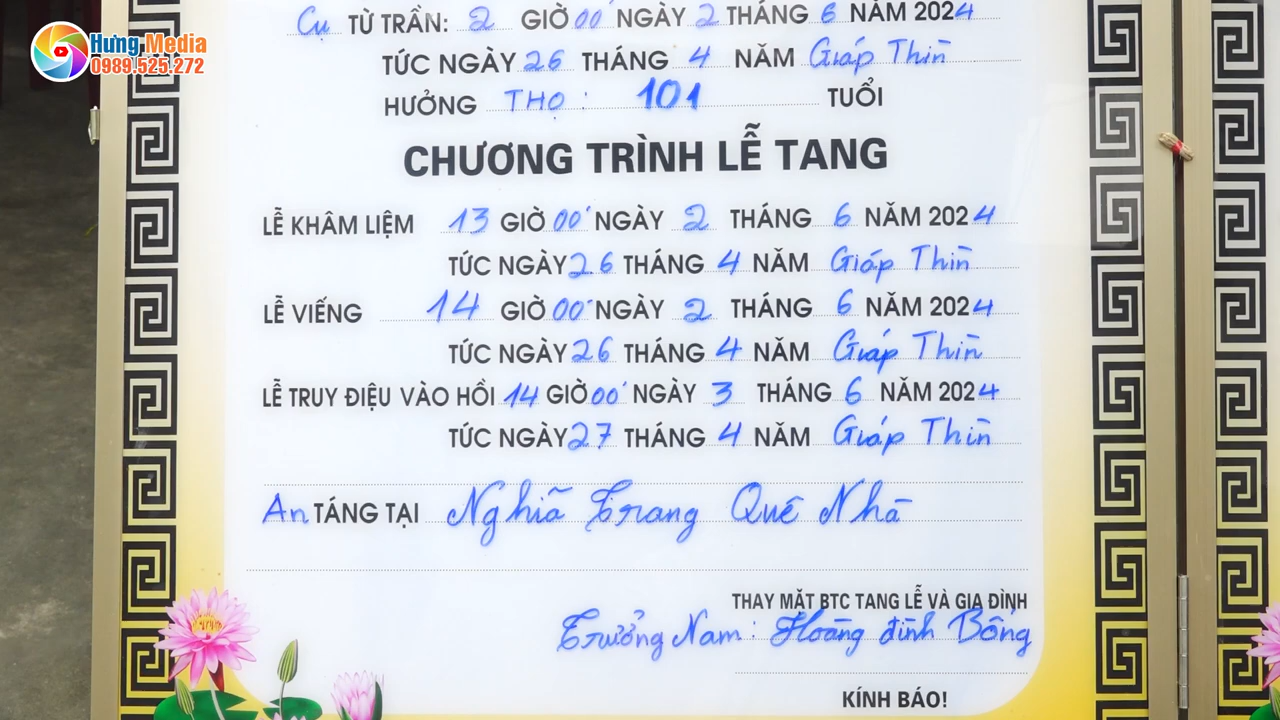 Hưng Media
0989.525.272
Cụ TỪ TRẦN: 2 GIỜ 00' NGÀY 2 THÁNG 6 NĂM 2024
TỨC NGÀY 26 THÁNG 4 NĂM Giáp Thìn
HƯỞNG THỌ: 101 TUỔI
CHƯƠNG TRÌNH LỄ TANG
LỄ KHÂM LIỆM 13 GIỜ 00' NGÀY 2 THÁNG 6 NĂM 2024
TỨC NGÀY 26 THÁNG 4 NĂM Giáp Thìn
LỄ VIẾNG 14 GIỜ 00' NGÀY 2 THÁNG 6 NĂM 2024
TỨC NGÀY 26 THÁNG 4 NĂM Giáp Thìn
LỄ TRUY ĐIỆU VÀO HỒI 14 GIỜ 00' NGÀY 3 THÁNG 6 NĂM 2024
TỨC NGÀY 27 THÁNG 4 NĂM Giáp Thìn
An TÁNG TẠI Nghĩa Trang Quê Nhà
THAY MẶT BTC TANG LỄ VÀ GIA ĐÌNH
Trưởng Nam: Hoàng đình Bông
KÍNH BÁO!